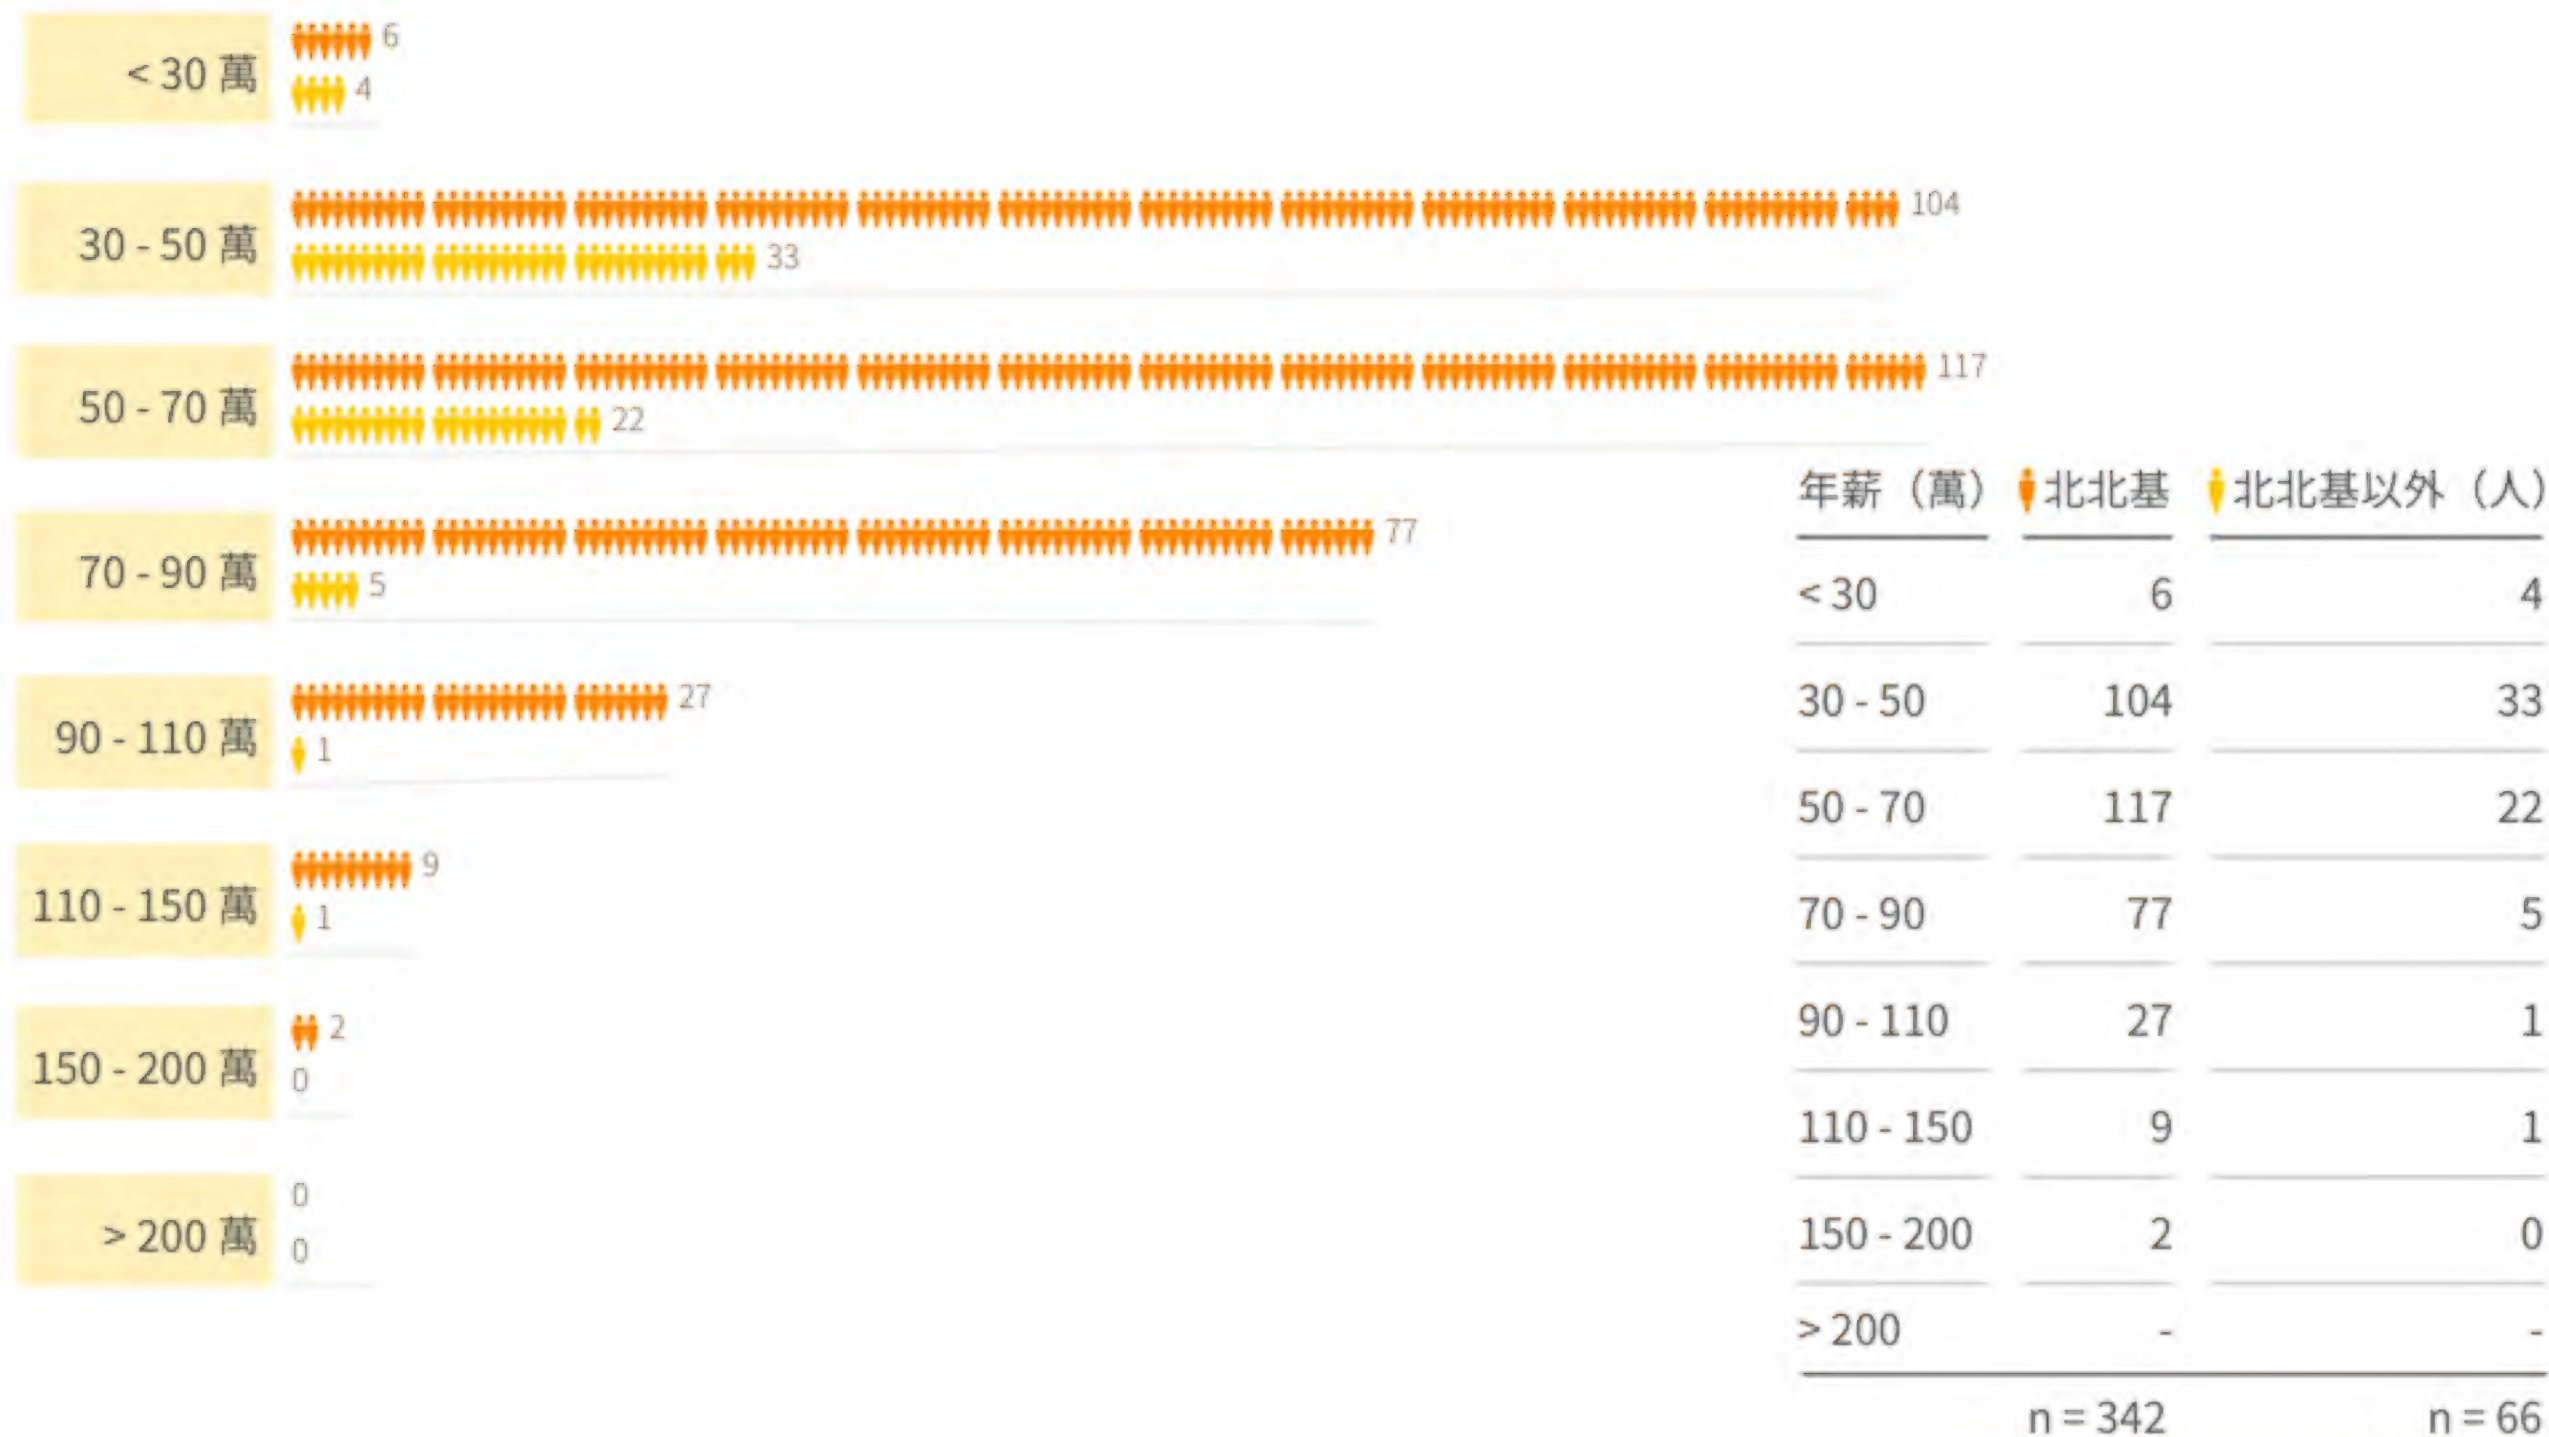 < 30 萬
6
4
30 - 50 萬
104
33
50 - 70 萬
117
22
70 - 90 萬
77
5
90 - 110 萬
27
1
110 - 150 萬
9
1
150 - 200 萬
2
0
> 200 萬
0
0
年薪（萬） 北北基 北北基以外（人）
< 30 6 4
30 - 50 104 33
50 - 70 117 22
70 - 90 77 5
90 - 110 27 1
110 - 150 9 1
150 - 200 2 0
> 200 - -
n = 342 n = 66